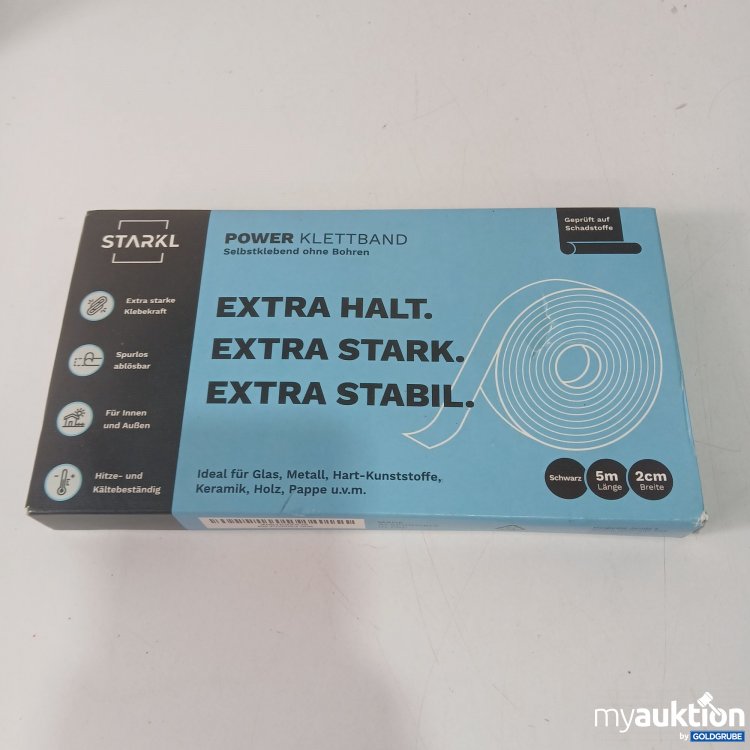 STARKL
Extra starke
Klebekraft
Spurlos
ablösbar
Für Innen
und Außen
Hitze- und
Kältebeständig
POWER KLETTBAND
Selbstklebend ohne Bohren
Geprüft auf
Schadstoffe
EXTRA HALT.
EXTRA STARK.
EXTRA STABIL.
Ideal für Glas, Metall, Hart-Kunststoffe,
Keramik, Holz, Pappe u.v.m.
Schwarz
5m
Länge
2cm
Breite
myauktion
by GOLDGRUBE